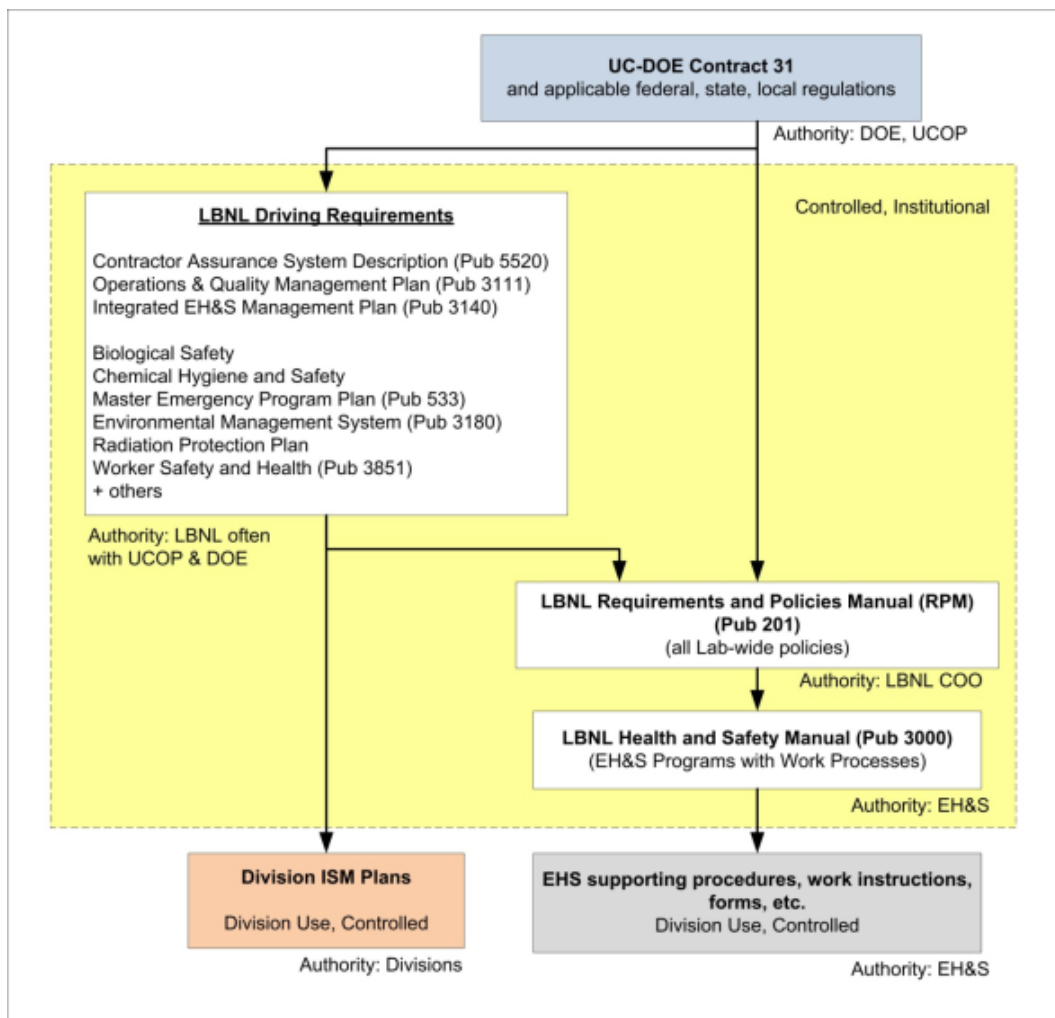 UC-DOE Contract 31
and applicable federal, state, local regulations
Authority: DOE, UCOP
Controlled, Institutional
LBNL Driving Requirements
Contractor Assurance System Description (Pub 5520)
Operations & Quality Management Plan (Pub 3111)
Integrated EH&S Management Plan (Pub 3140)
Biological Safety
Chemical Hygiene and Safety
Master Emergency Program Plan (Pub 533)
Environmental Management System (Pub 3180)
Radiation Protection Plan
Worker Safety and Health (Pub 3851)
+ others
Authority: LBNL often
with UCOP & DOE
LBNL Requirements and Policies Manual (RPM)
(Pub 201)
(all Lab-wide policies)
Authority: LBNL COO
LBNL Health and Safety Manual (Pub 3000)
(EH&S Programs with Work Processes)
Authority: EH&S
Division ISM Plans
Division Use, Controlled
Authority: Divisions
EHS supporting procedures, work instructions,
forms, etc.
Division Use, Controlled
Authority: EH&S